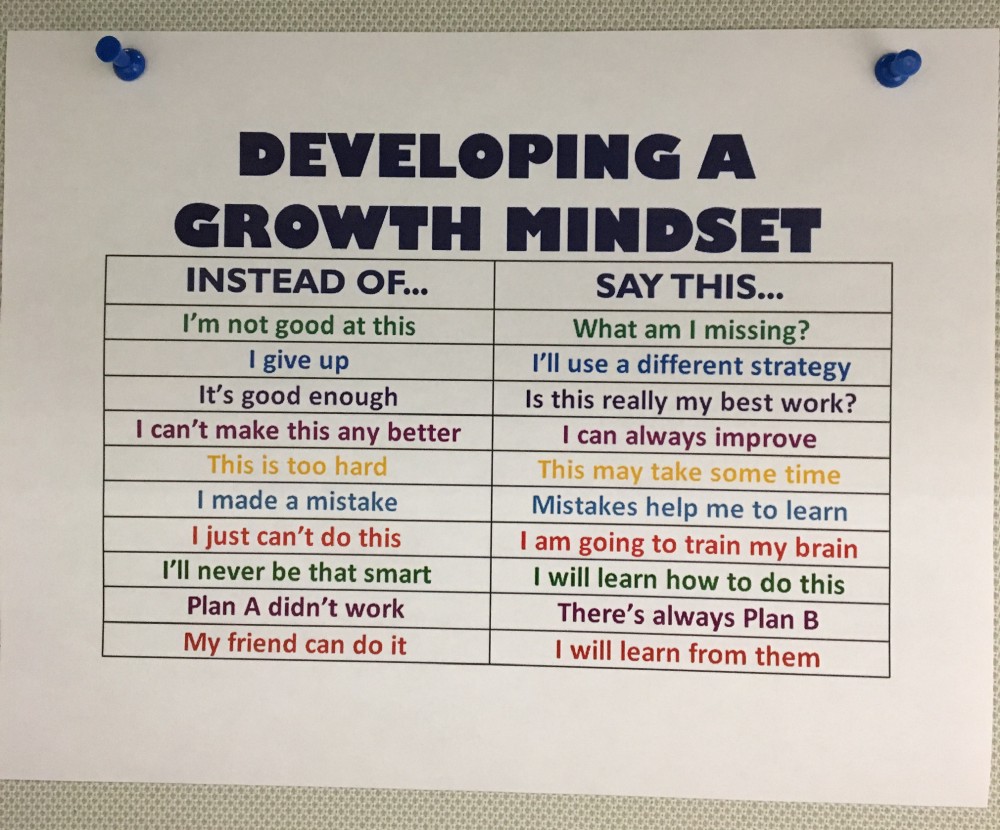 DEVELOPING A
GROWTH MINDSET
INSTEAD OF... SAY THIS...
I'm not good at this What am I missing?
I give up I'll use a different strategy
It's good enough Is this really my best work?
I can't make this any better I can always improve
This is too hard This may take some time
I made a mistake Mistakes help me to learn
I just can't do this I am going to train my brain
I'll never be that smart I will learn how to do this
Plan A didn't work There's always Plan B
My friend can do it I will learn from them